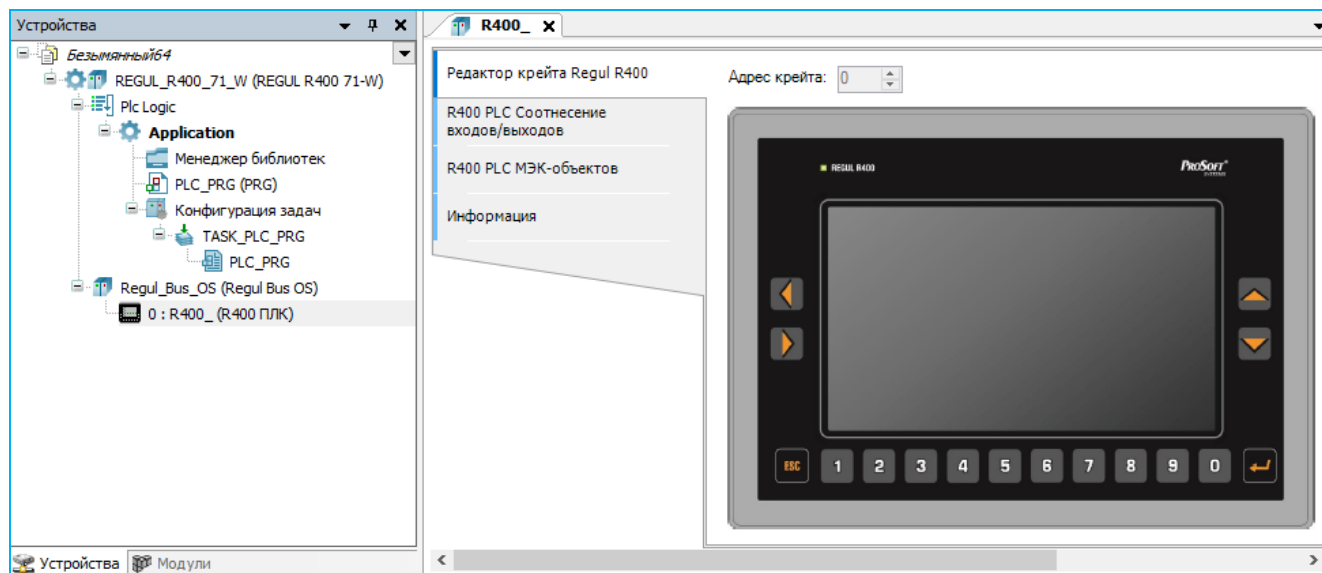 Устройства
Безымянный64
REGUL_R400_71_W (REGUL R400 71-W)
Plc Logic
Application
Менеджер библиотек
PLC_PRG (PRG)
Конфигурация задач
TASK_PLC_PRG
PLC_PRG
Regul_Bus_OS (Regul Bus OS)
0 : R400_ (R400 ПЛК)
Устройства
Модули
R400_
Редактор крейта Regul R400
R400 PLC Соотнесение
входов/выходов
R400 PLC МЭК-объектов
Информация
Адрес крейта: 0
REGUL R400
PROSOFT
SYSTEMS
ESC 1 2 3 4 5 6 7 8 9 0